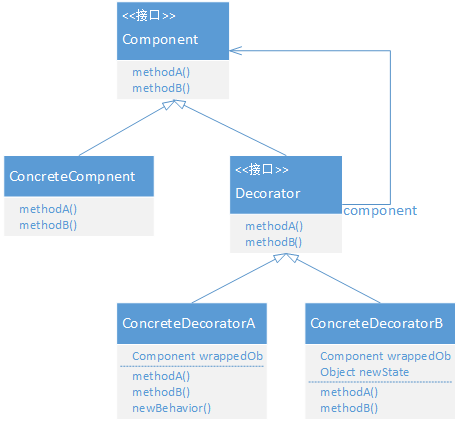 <<接口>>
Component
methodA()
methodB()
ConcreteCompnent
methodA()
methodB()
<<接口>>
Decorator
methodA()
methodB()
component
ConcreteDecoratorA
Component wrappedOb
methodA()
methodB()
newBehavior()
ConcreteDecoratorB
Component wrappedOb
Object newState
methodA()
methodB()